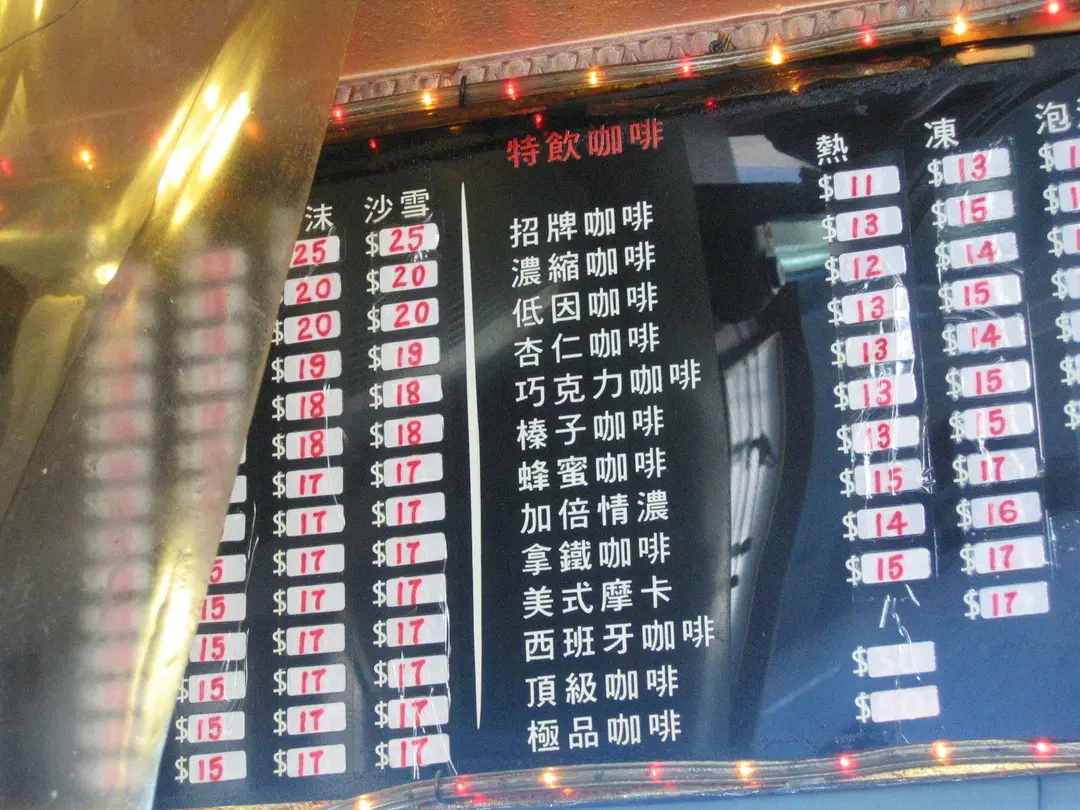 特飲咖啡
沫 沙雪
25 $25
$20 $20
$20 $20
$19 $19
$18 $18
$18 $18
$17 $17
$17 $17
5 $17 $17
15 $17 $17
15 $17 $17
$15 $17 $17
$15 $17 $17
$15 $17 $17
熱 凍 泡
招牌咖啡 $11 $13
濃縮咖啡 $13 $15
低因咖啡 $12 $14
杏仁咖啡 $13 $15
巧克力咖啡 $13 $14
榛子咖啡 $13 $15
蜂蜜咖啡 $13 $15
加倍情濃 $15 $17
拿鐵咖啡 $14 $16
美式摩卡 $15 $17
西班牙咖啡 / $17
頂級咖啡 $
極品咖啡 $